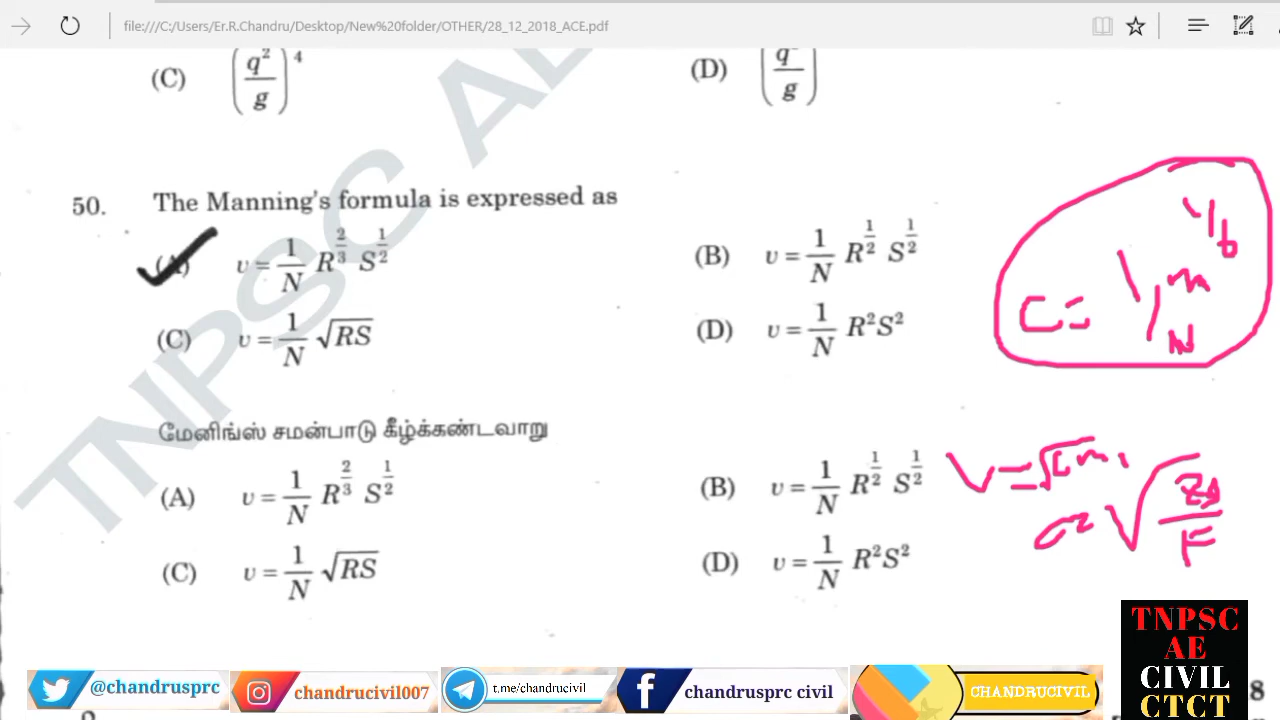 file:///C:/Users/Er.R.Chandru/Desktop/New%20folder/OTHER/28_12_2018_ACE.pdf
(C) (q²/g)⁴ (D)
50. The Manning's formula is expressed as
(A) v = 1/N R^2/3 S^1/2 (B) v = 1/N R^1/2 S^1/2
(C) v = 1/N √RS (D) v = 1/N R²S²
மேனிங்ஸ் சமன்பாடு கீழ்க்கண்டவாறு
(A) v = 1/N R^2/3 S^1/2 (B) v = 1/N R^1/2 S^1/2
(C) v = 1/N √RS (D) v = 1/N R²S²
C = 1/N m^1/6
TNPSC
AE
CIVIL
CTCT
@chandrusprc
chandrucivil007
t.me/chandrucivil
chandrusprc civil
CHANDRUCIVIL
8
TNPSC AE